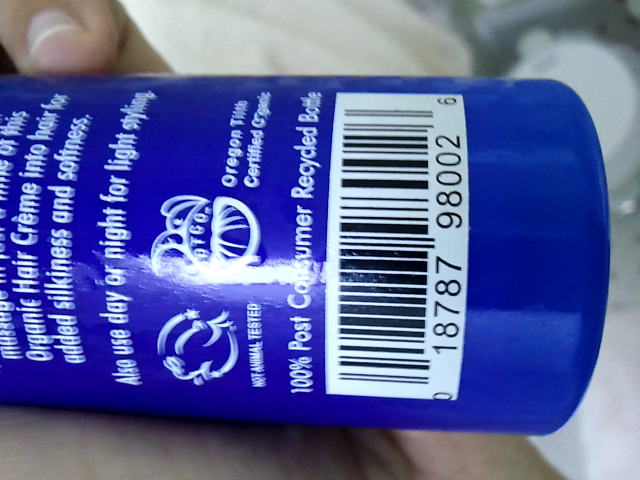 Organic Hair Crème into hair for
added silkiness and softness.
Also use day or night for light styling.
OTCO
Oregon Tilth
Certified Organic
NOT ANIMAL TESTED
100% Post Consumer Recycled Bottle
0 18787 98002 6